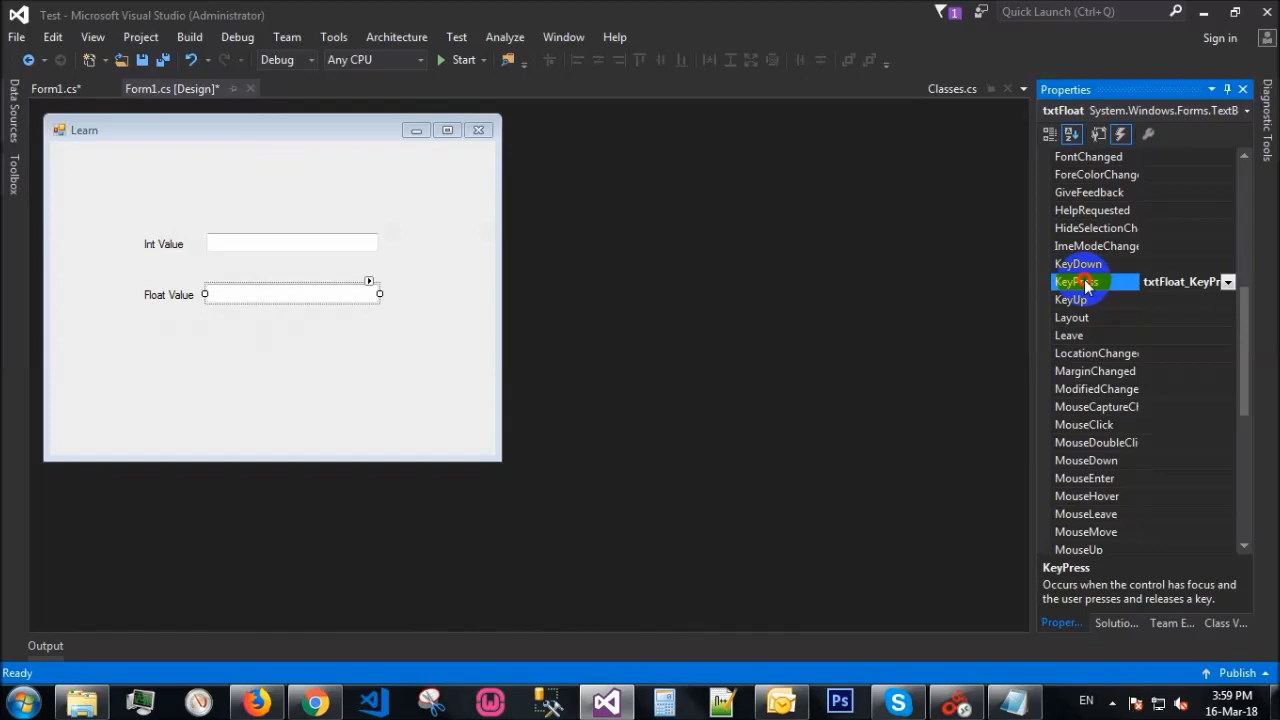 Test - Microsoft Visual Studio (Administrator)
1
Quick Launch (Ctrl+Q)
File Edit View Project Build Debug Team Tools Architecture Test Analyze Window Help
Sign in
Debug Any CPU Start
Form1.cs* Form1.cs [Design]* Classes.cs
Properties
Data Sources
Toolbox
Diagnostic Tools
Learn
txtFloat System.Windows.Forms.TextB
Int Value
Float Value
FontChanged
ForeColorChange
GiveFeedback
HelpRequested
HideSelectionCh
ImeModeChange
KeyDown
KeyPress txtFloat_KeyPr
KeyUp
Layout
Leave
LocationChange
MarginChanged
ModifiedChange
MouseCaptureCh
MouseClick
MouseDoubleCli
MouseDown
MouseEnter
MouseHover
MouseLeave
MouseMove
MouseUp
KeyPress
Occurs when the control has focus and
the user presses and releases a key.
Proper... Solutio... Team E... Class V...
Output
Ready
Publish
Ps
EN
3:59 PM
16-Mar-18